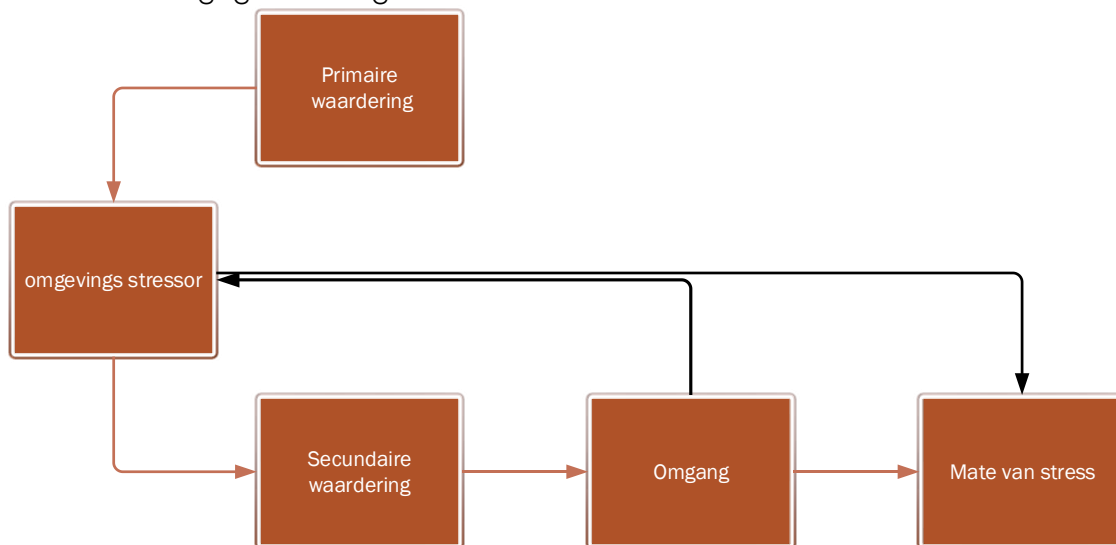 Primaire
waardering
omgevings stressor
Secundaire
waardering
Omgang
Mate van stress